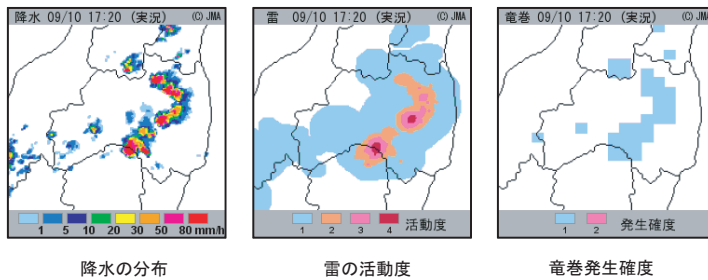 降水 09/10 17:20 (実況) (C) JMA
1 5 10 20 30 50 80 mm/h
降水の分布
雷 09/10 17:20 (実況) (C) JMA
1 2 3 4 活動度
雷の活動度
竜巻 09/10 17:20 (実況) (C) JMA
1 2 発生確度
竜巻発生確度